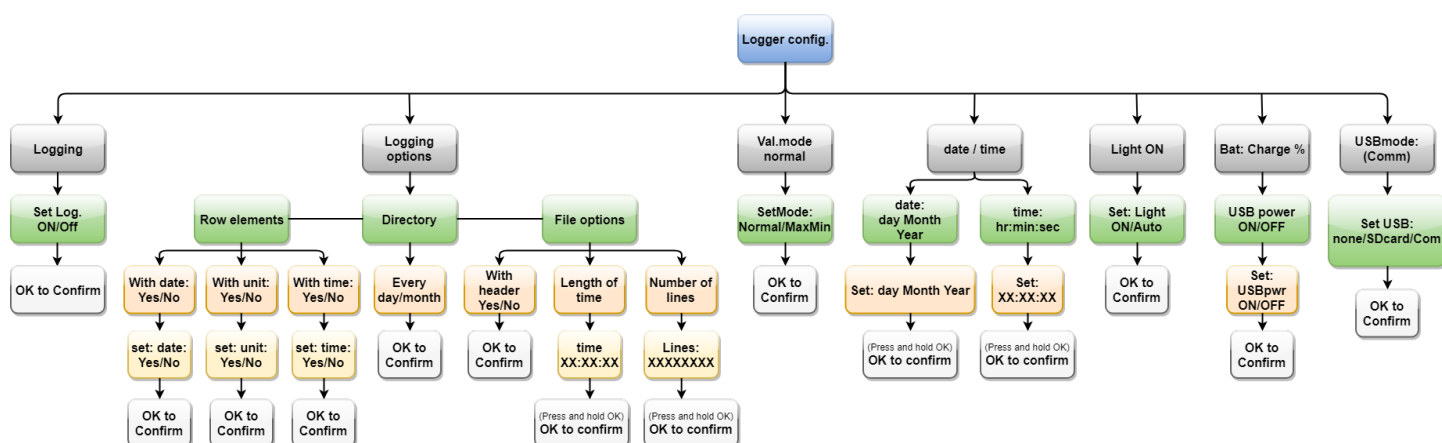 Logger config.
Logging
Logging
options
Val.mode
normal
date / time
Light ON
Bat: Charge %
USBmode:
(Comm)
Set Log.
ON/Off
Row elements
Directory
File options
SetMode:
Normal/MaxMin
date:
day Month
Year
time:
hr:min:sec
Set: Light
ON/Auto
USB power
ON/OFF
Set USB:
none/SDcard/Com
OK to Confirm
With date:
Yes/No
With unit:
Yes/No
With time:
Yes/No
Every
day/month
With
header
Yes/No
Length of
time
Number of
lines
OK to
Confirm
Set: day Month Year
Set:
XX:XX:XX
OK to
Confirm
Set:
USBpwr
ON/OFF
OK to
Confirm
set: date:
Yes/No
set: unit:
Yes/No
set: time:
Yes/No
OK to
Confirm
OK to
Confirm
time
XX:XX:XX
Lines:
XXXXXXXX
(Press and hold OK)
OK to confirm
(Press and hold OK)
OK to confirm
OK to
Confirm
OK to
Confirm
OK to
Confirm
OK to
Confirm
(Press and hold OK)
OK to confirm
(Press and hold OK)
OK to confirm